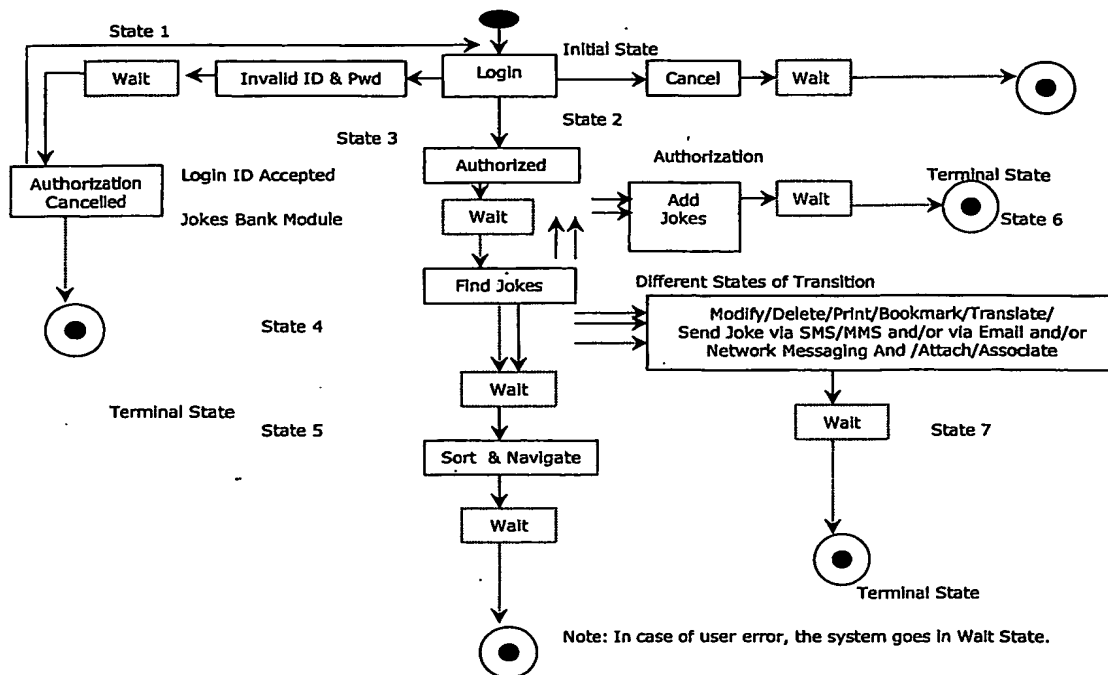 State 1
Initial State
Wait
Invalid ID & Pwd
Login
Cancel
Wait
State 2
State 3
Authorized
Authorization
Authorization
Cancelled
Login ID Accepted
Jokes Bank Module
Wait
Add
Jokes
Wait
Terminal State
State 6
Find Jokes
Different States of Transition
Modify/Delete/Print/Bookmark/Translate/
Send Joke via SMS/MMS and/or via Email and/or
Network Messaging And /Attach/Associate
State 4
Wait
Terminal State
State 5
Wait
State 7
Sort & Navigate
Wait
Terminal State
Note: In case of user error, the system goes in Wait State.